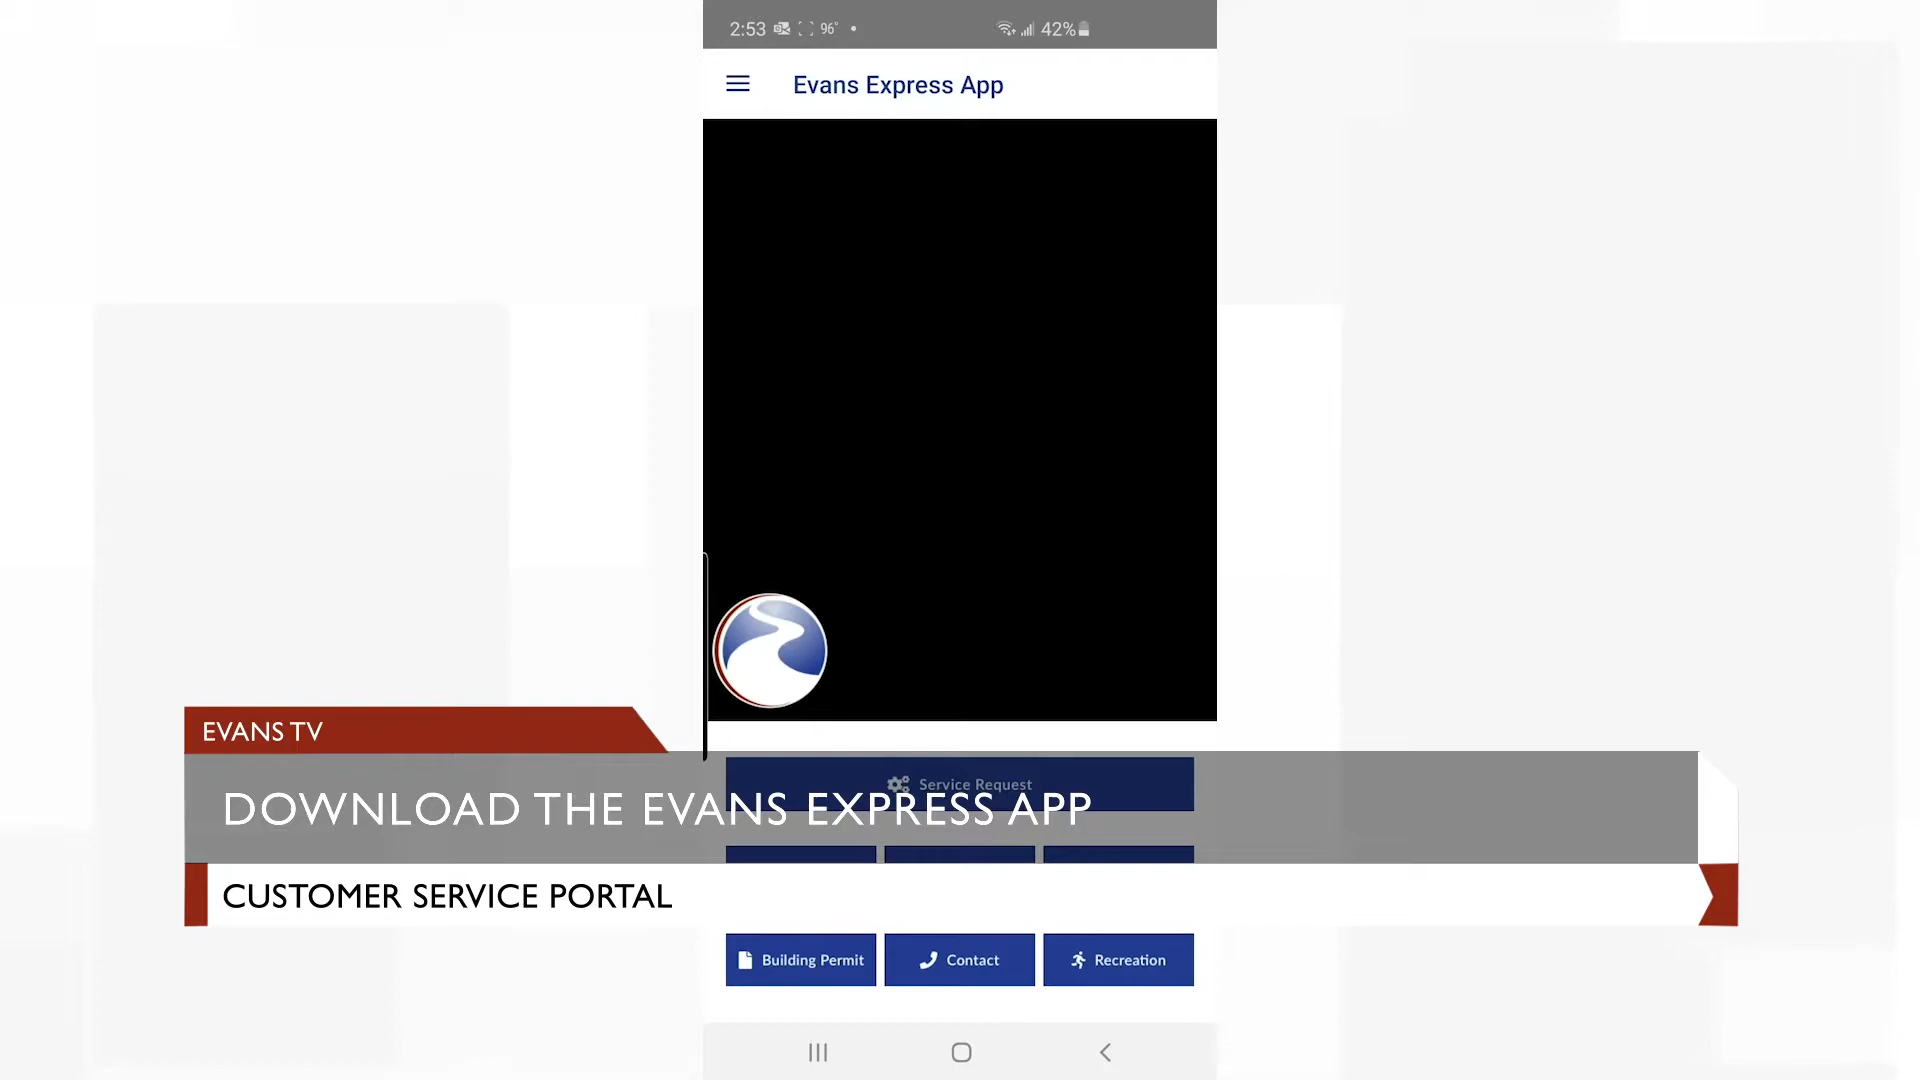 2:53 96° 42%
Evans Express App
EVANS TV
Service Request
DOWNLOAD THE EVANS EXPRESS APP
CUSTOMER SERVICE PORTAL
Building Permit
Contact
Recreation